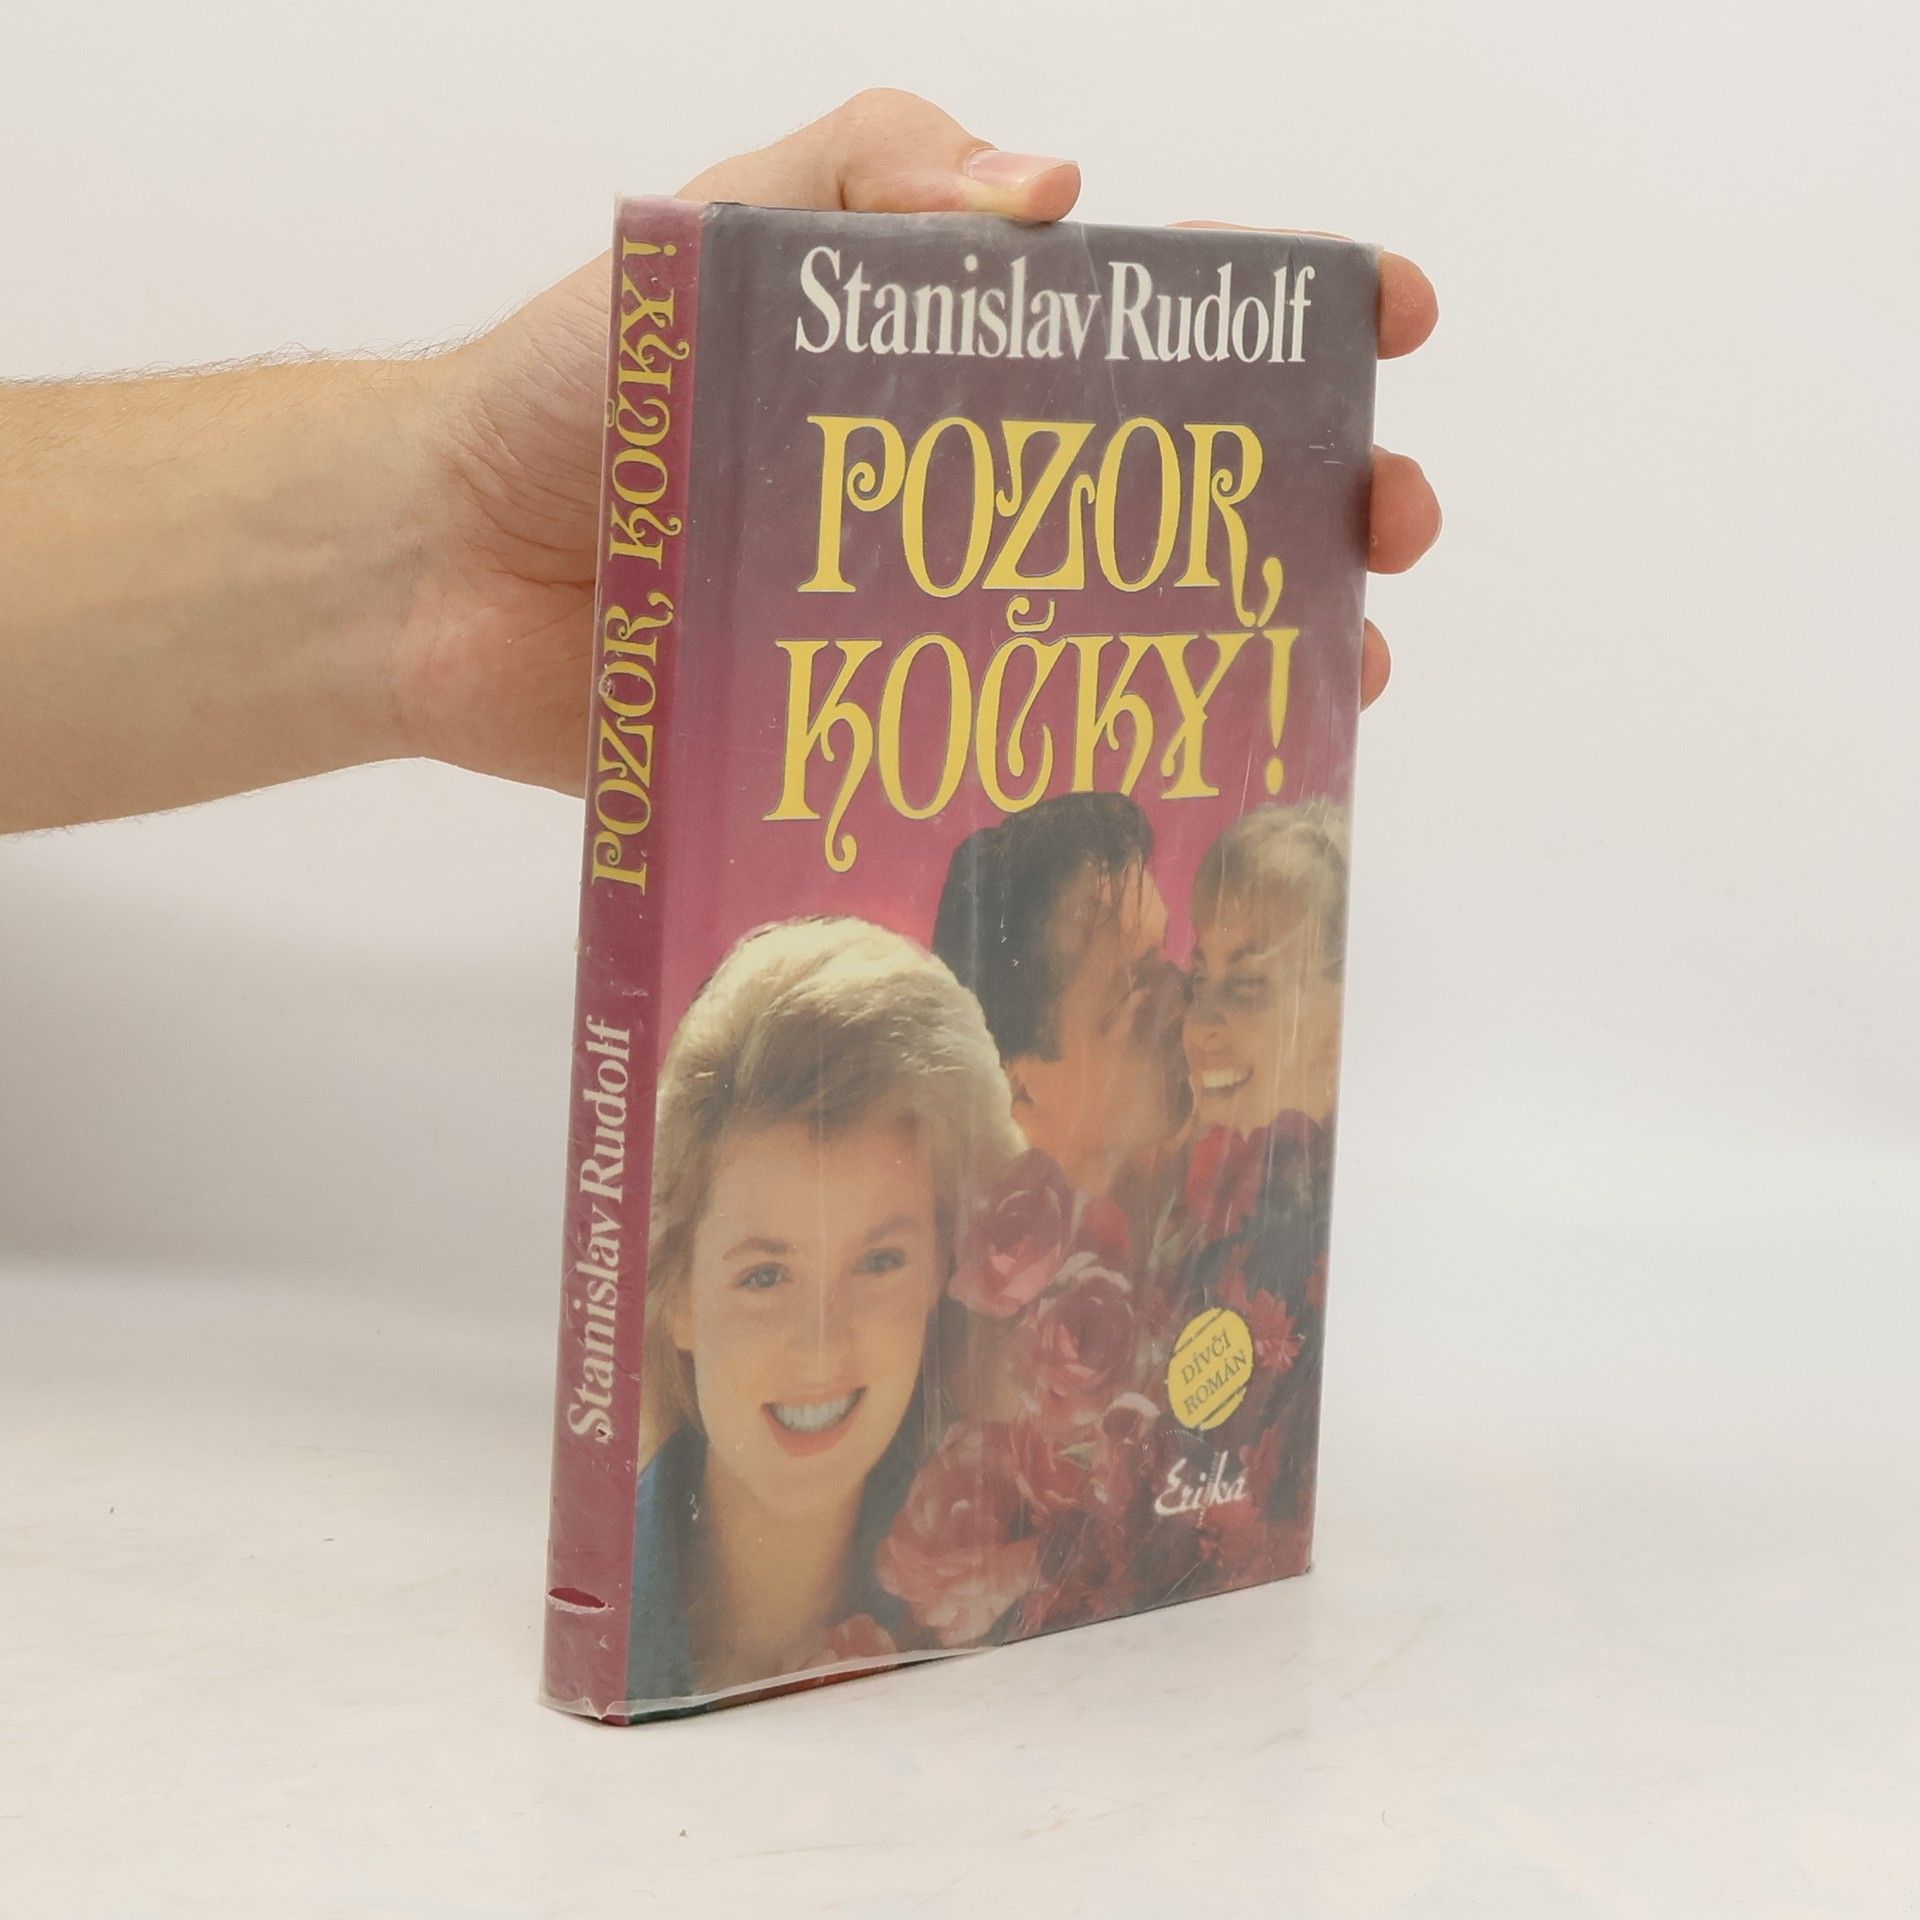 Stanislav Rudolf
POZOR,
KOČKY!
DÍVČÍ
ROMÁN
Erika
Stanislav Rudolf POZOR, KOČKY!